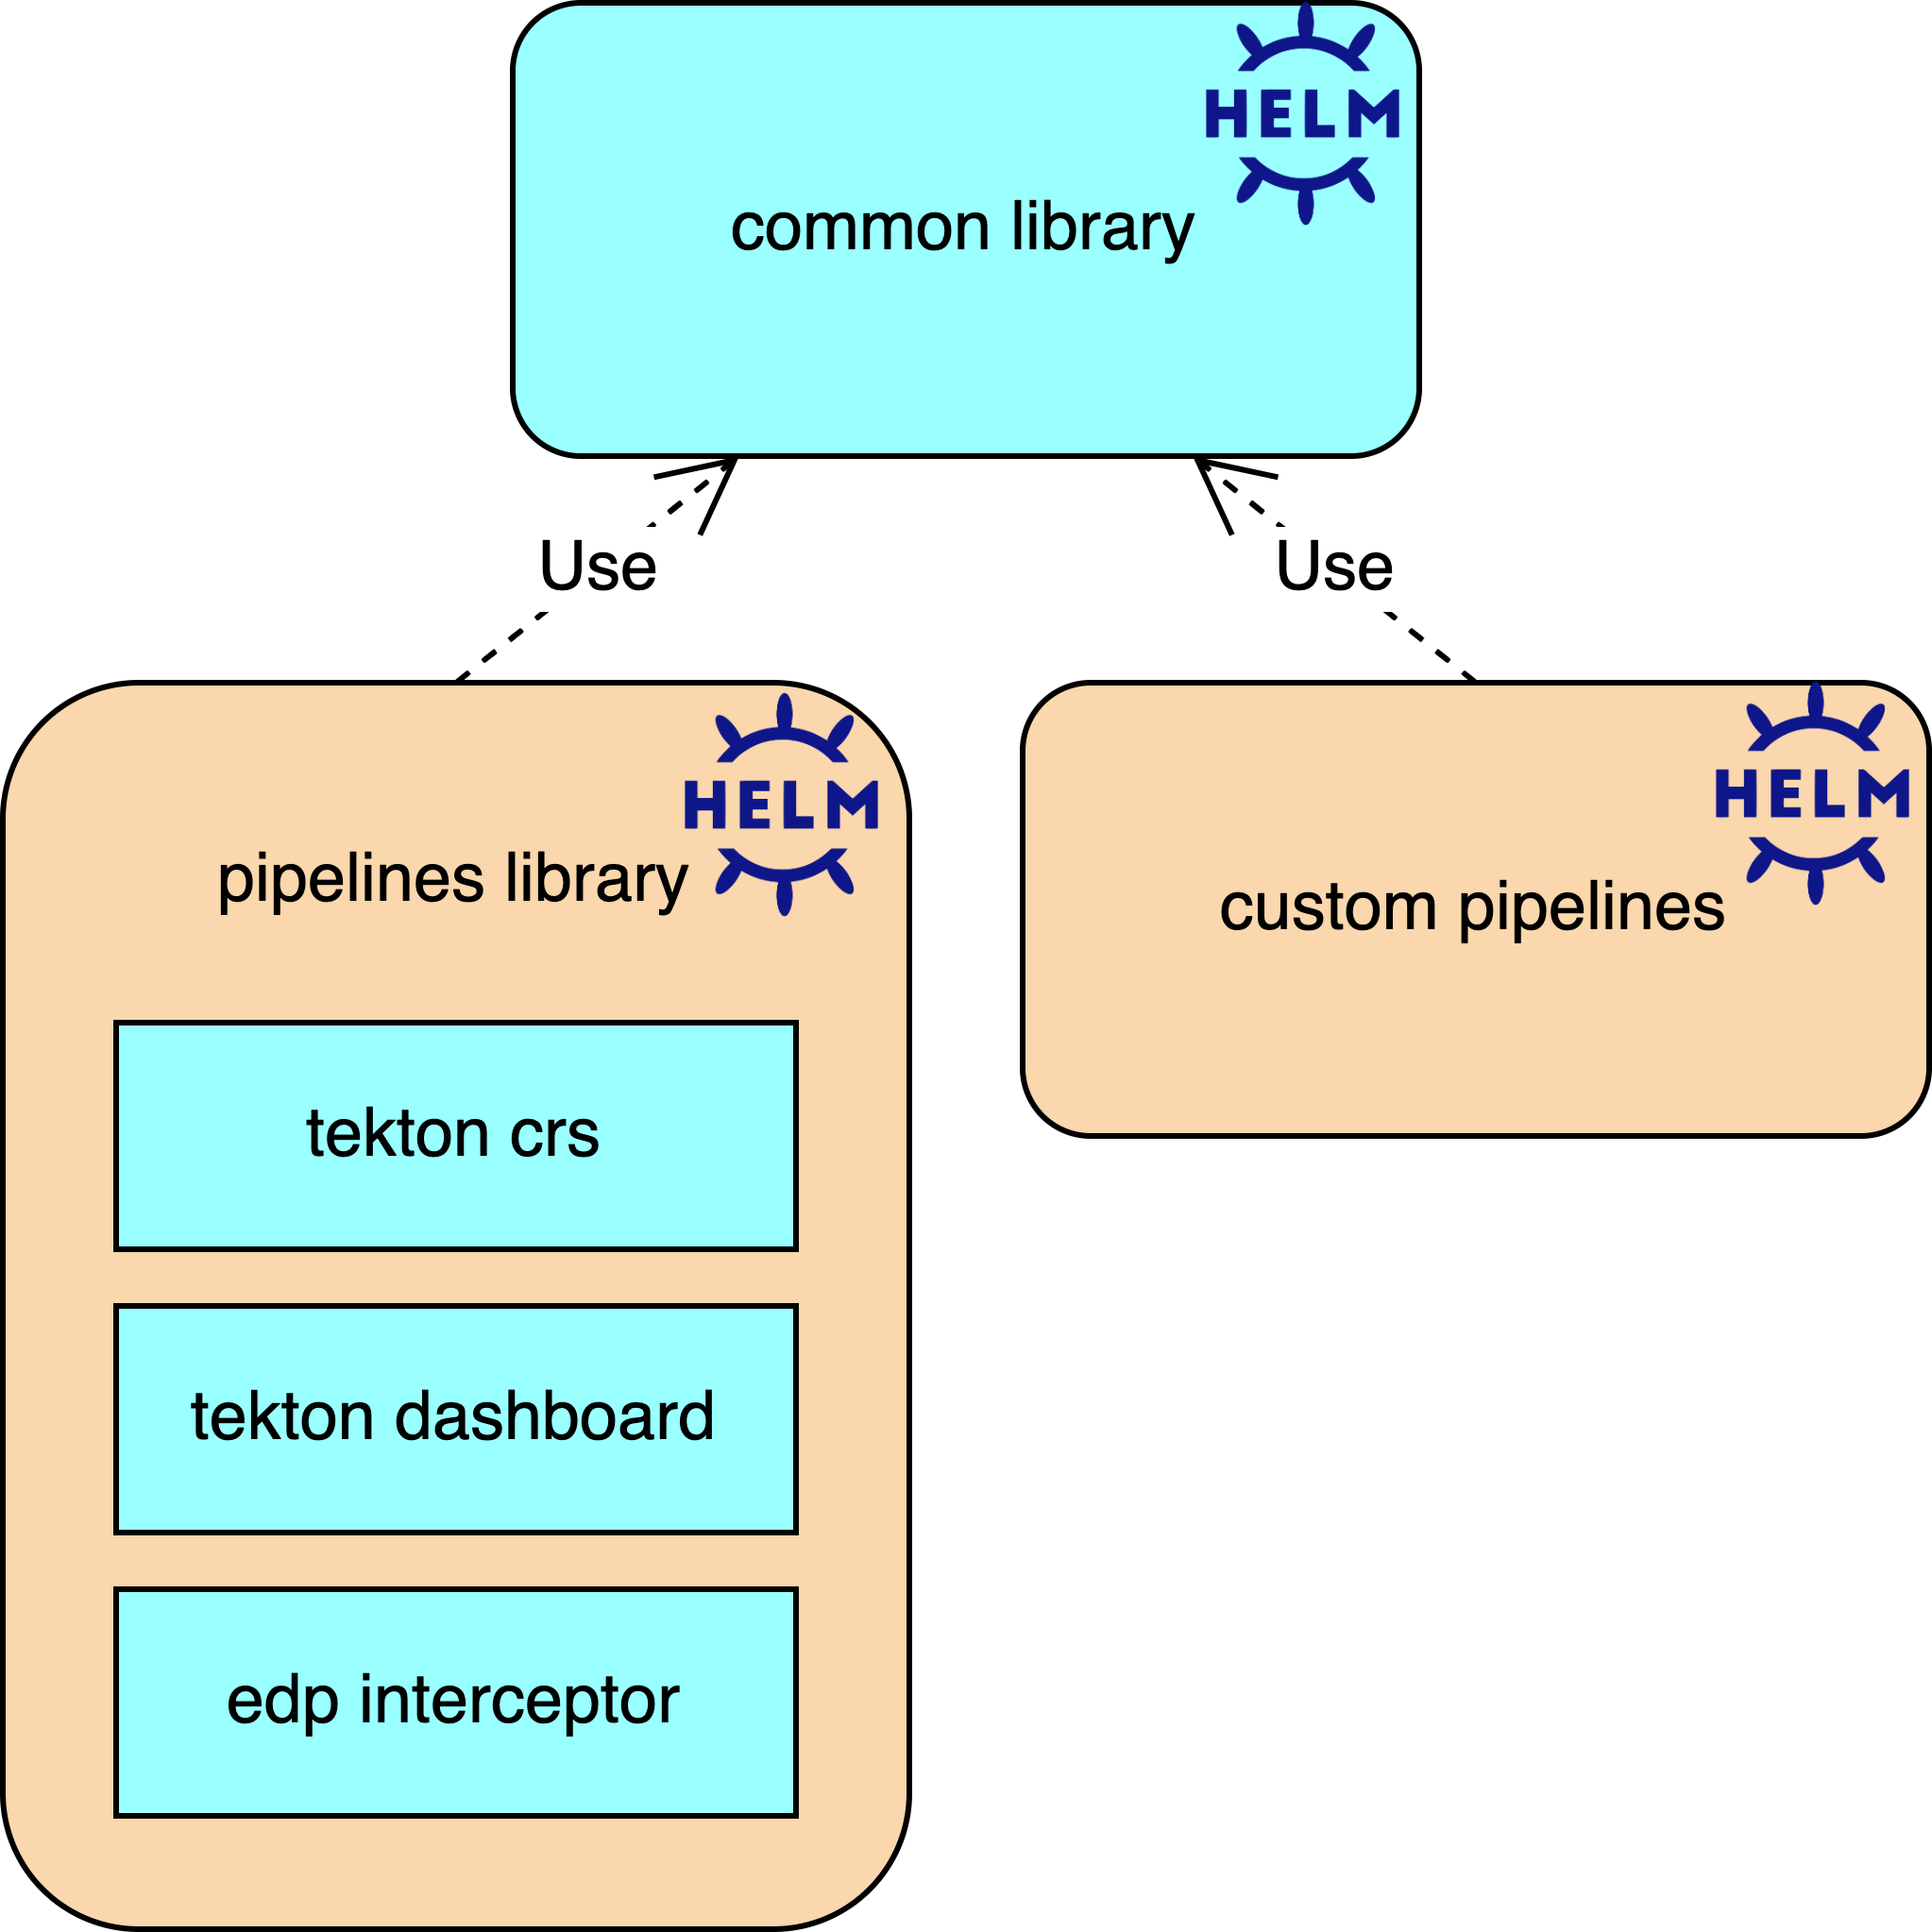 HELM
common library
Use
Use
HELM
pipelines library
HELM
custom pipelines
tekton crs
tekton dashboard
edp interceptor